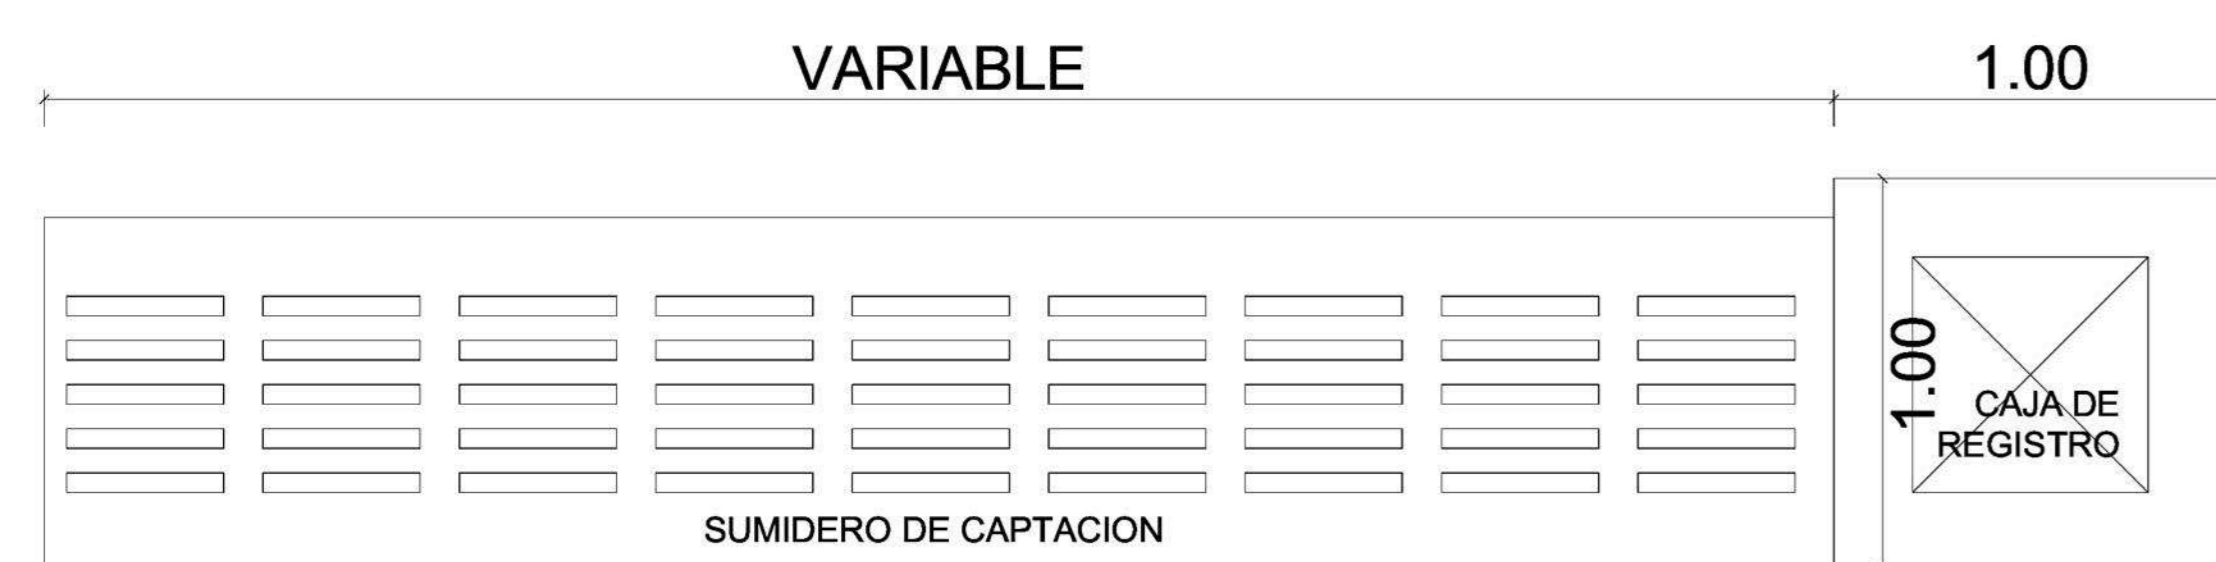 VARIABLE
1.00
1.00
CAJA DE
REGISTRO
SUMIDERO DE CAPTACION